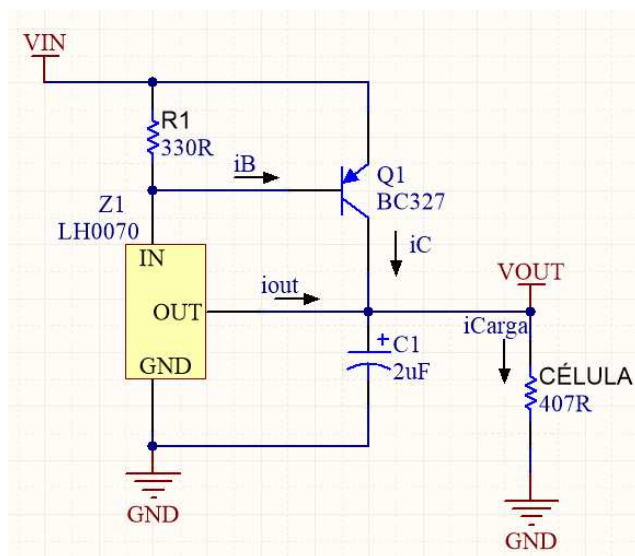 VIN
R1
330R
iB
Q1
BC327
Z1
LH0070
IN
iC
VOUT
OUT
iout
iCarga
GND
+
C1
2uF
CÉLULA
407R
GND
GND